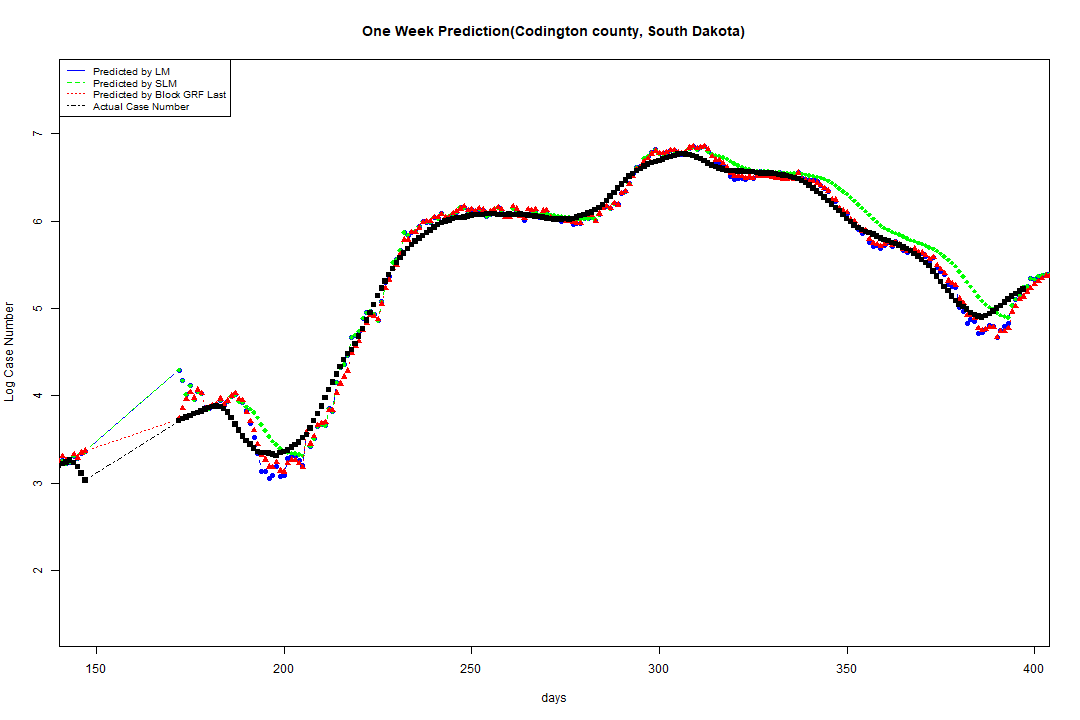 One Week Prediction(Codington county, South Dakota)
Predicted by LM
Predicted by SLM
Predicted by Block GRF Last
Actual Case Number
7
6
5
4
3
2
Log Case Number
150 200 250 300 350 400
days